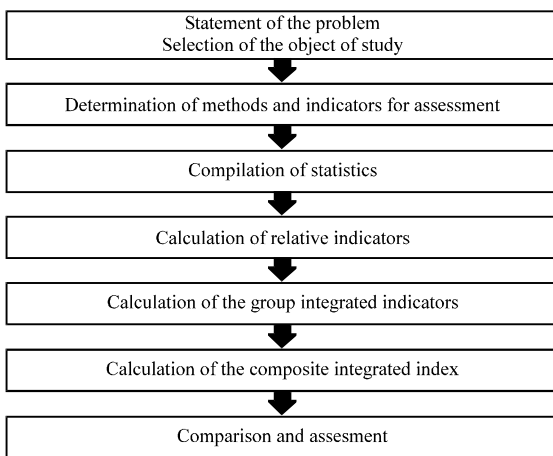 Statement of the problem
Selection of the object of study
Determination of methods and indicators for assessment
Compilation of statistics
Calculation of relative indicators
Calculation of the group integrated indicators
Calculation of the composite integrated index
Comparison and assesment